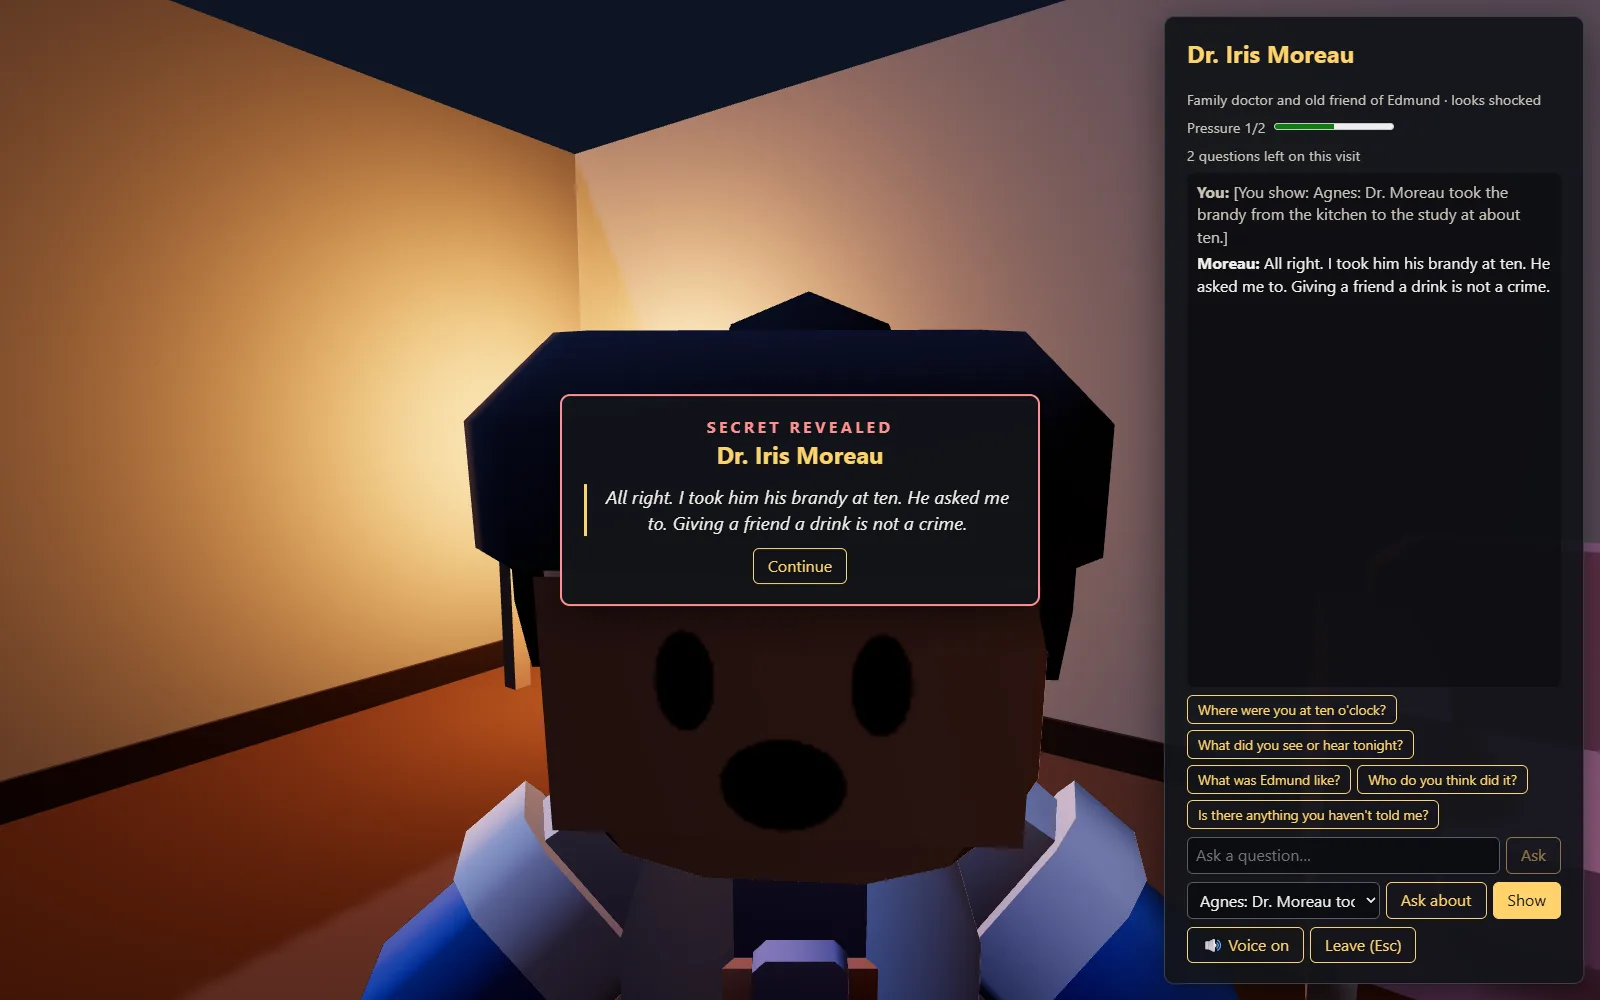 Dr. Iris Moreau
Family doctor and old friend of Edmund · looks shocked
Pressure 1/2
2 questions left on this visit
You: [You show: Agnes: Dr. Moreau took the
brandy from the kitchen to the study at about
ten.]
Moreau: All right. I took him his brandy at ten. He
asked me to. Giving a friend a drink is not a crime.
SECRET REVEALED
Dr. Iris Moreau
All right. I took him his brandy at ten. He asked me
to. Giving a friend a drink is not a crime.
Continue
Where were you at ten o'clock?
What did you see or hear tonight?
What was Edmund like? Who do you think did it?
Is there anything you haven't told me?
Ask a question... Ask
Agnes: Dr. Moreau too Ask about Show
Voice on Leave (Esc)